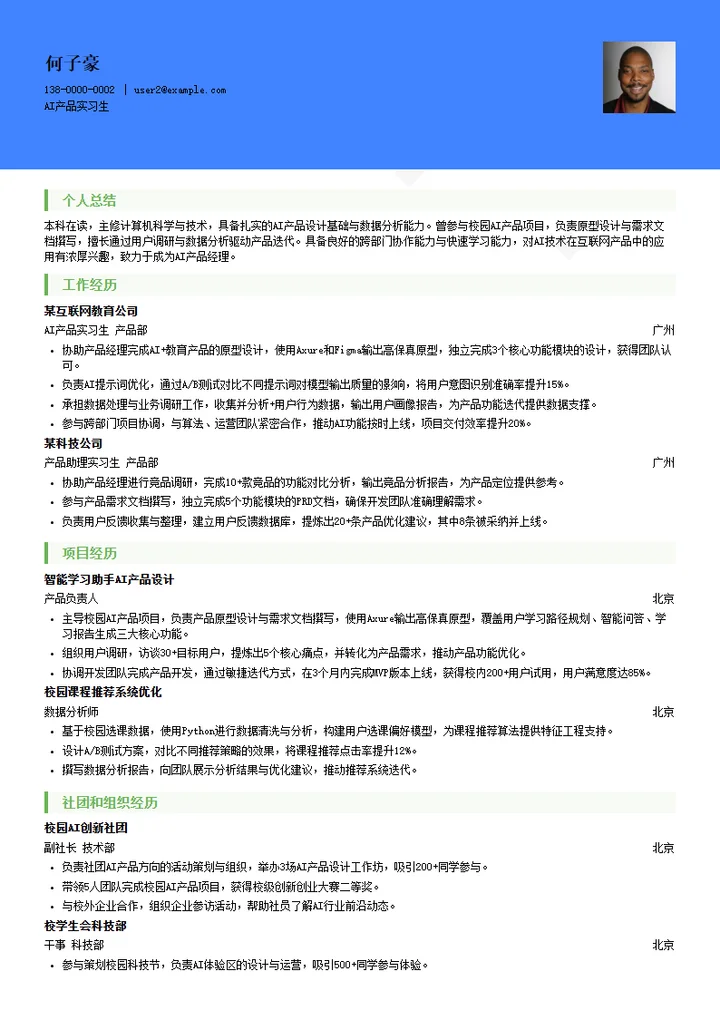 何子豪
138-0000-0002 | user2@example.com
AI产品实习生
个人总结
本科在读，主修计算机科学与技术，具备扎实的AI产品设计基础与数据分析能力。曾参与校园AI产品项目，负责原型设计与需求文
档撰写，擅长通过用户调研与数据分析驱动产品迭代。具备良好的跨部门协作能力与快速学习能力，对AI技术在互联网产品中的应
用有浓厚兴趣，致力于成为AI产品经理。
工作经历
某互联网教育公司
AI产品实习生 产品部 广州
• 协助产品经理完成AI+教育产品的原型设计，使用Axure和Figma输出高保真原型，独立完成3个核心功能模块的设计，获得团队认
可。
• 负责AI提示词优化，通过A/B测试对比不同提示词对模型输出质量的影响，将用户意图识别准确率提升15%。
• 承担数据处理与业务调研工作，收集并分析+用户行为数据，输出用户画像报告，为产品功能迭代提供数据支撑。
• 参与跨部门项目协调，与算法、运营团队紧密合作，推动AI功能按时上线，项目交付效率提升20%。
某科技公司
产品助理实习生 产品部 广州
• 协助产品经理进行竞品调研，完成10+款竞品的功能对比分析，输出竞品分析报告，为产品定位提供参考。
• 参与产品需求文档撰写，独立完成5个功能模块的PRD文档，确保开发团队准确理解需求。
• 负责用户反馈收集与整理，建立用户反馈数据库，提炼出20+条产品优化建议，其中8条被采纳并上线。
项目经历
智能学习助手AI产品设计
产品负责人 北京
• 主导校园AI产品项目，负责产品原型设计与需求文档撰写，使用Axure输出高保真原型，覆盖用户学习路径规划、智能问答、学
习报告生成三大核心功能。
• 组织用户调研，访谈30+目标用户，提炼出5个核心痛点，并转化为产品需求，推动产品功能优化。
• 协调开发团队完成产品开发，通过敏捷迭代方式，在3个月内完成MVP版本上线，获得校内200+用户试用，用户满意度达85%。
校园课程推荐系统优化
数据分析师 北京
• 基于校园选课数据，使用Python进行数据清洗与分析，构建用户选课偏好模型，为课程推荐算法提供特征工程支持。
• 设计A/B测试方案，对比不同推荐策略的效果，将课程推荐点击率提升12%。
• 撰写数据分析报告，向团队展示分析结果与优化建议，推动推荐系统迭代。
社团和组织经历
校园AI创新社团
副社长 技术部 北京
• 负责社团AI产品方向的活动策划与组织，举办3场AI产品设计工作坊，吸引200+同学参与。
• 带领5人团队完成校园AI产品项目，获得校级创新创业大赛二等奖。
• 与校外企业合作，组织企业参访活动，帮助社员了解AI行业前沿动态。
校学生会科技部
干事 科技部 北京
• 参与策划校园科技节，负责AI体验区的设计与运营，吸引500+同学参与体验。